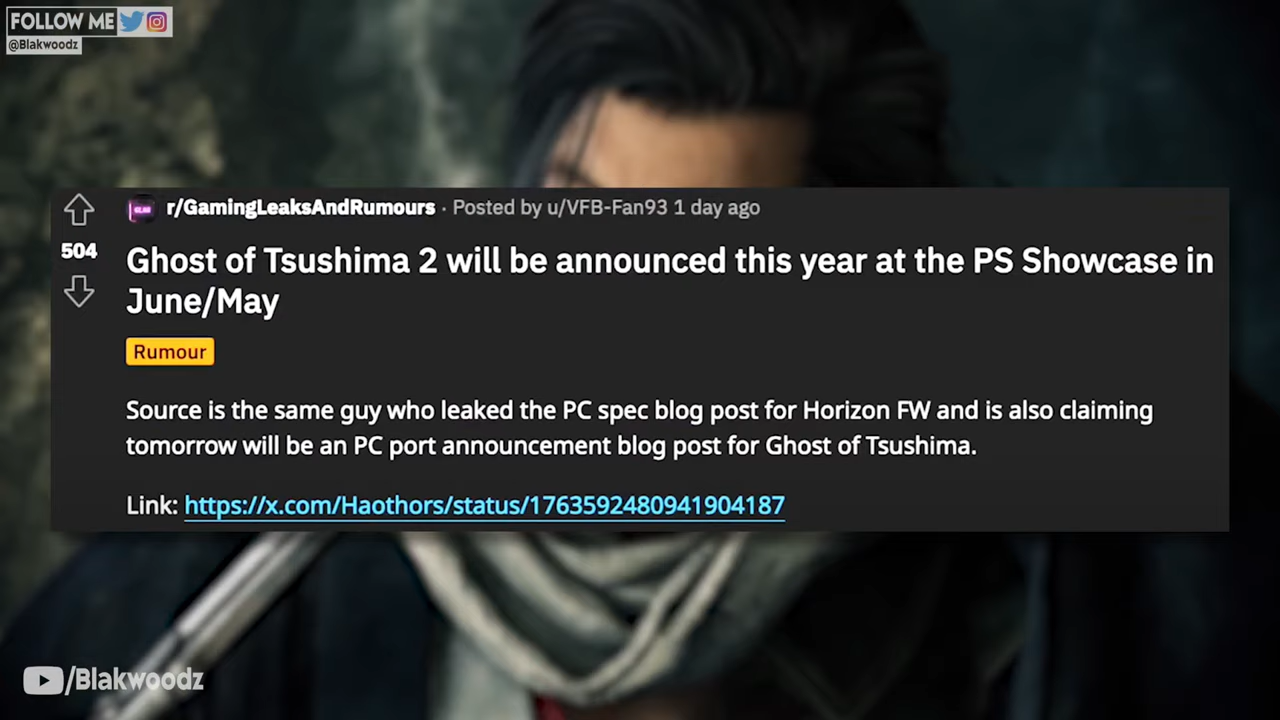 FOLLOW ME
@Blakwoodz
r/GamingLeaksAndRumours · Posted by u/VFB-Fan93 1 day ago
504
Ghost of Tsushima 2 will be announced this year at the PS Showcase in
June/May
Rumour
Source is the same guy who leaked the PC spec blog post for Horizon FW and is also claiming
tomorrow will be an PC port announcement blog post for Ghost of Tsushima.
Link: https://x.com/Haothors/status/1763592480941904187
/Blakwoodz